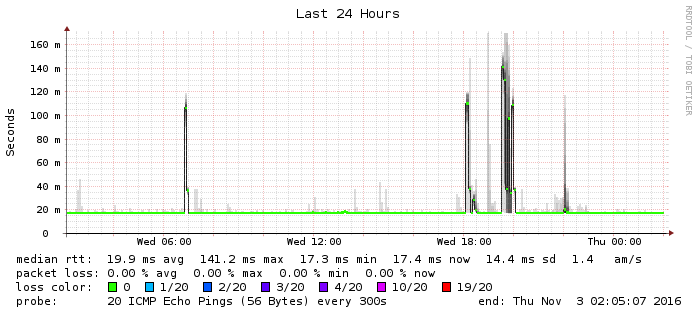 Last 24 Hours
RRDTOOL / TOBI OETIKER
Seconds
160 m
140 m
120 m
100 m
80 m
60 m
40 m
20 m
0
Wed 06:00 Wed 12:00 Wed 18:00 Thu 00:00
median rtt: 19.9 ms avg 141.2 ms max 17.3 ms min 17.4 ms now 14.4 ms sd 1.4 am/s
packet loss: 0.00 % avg 0.00 % max 0.00 % min 0.00 % now
loss color: 0 1/20 2/20 3/20 4/20 10/20 19/20
probe: 20 ICMP Echo Pings (56 Bytes) every 300s end: Thu Nov 3 02:05:07 2016